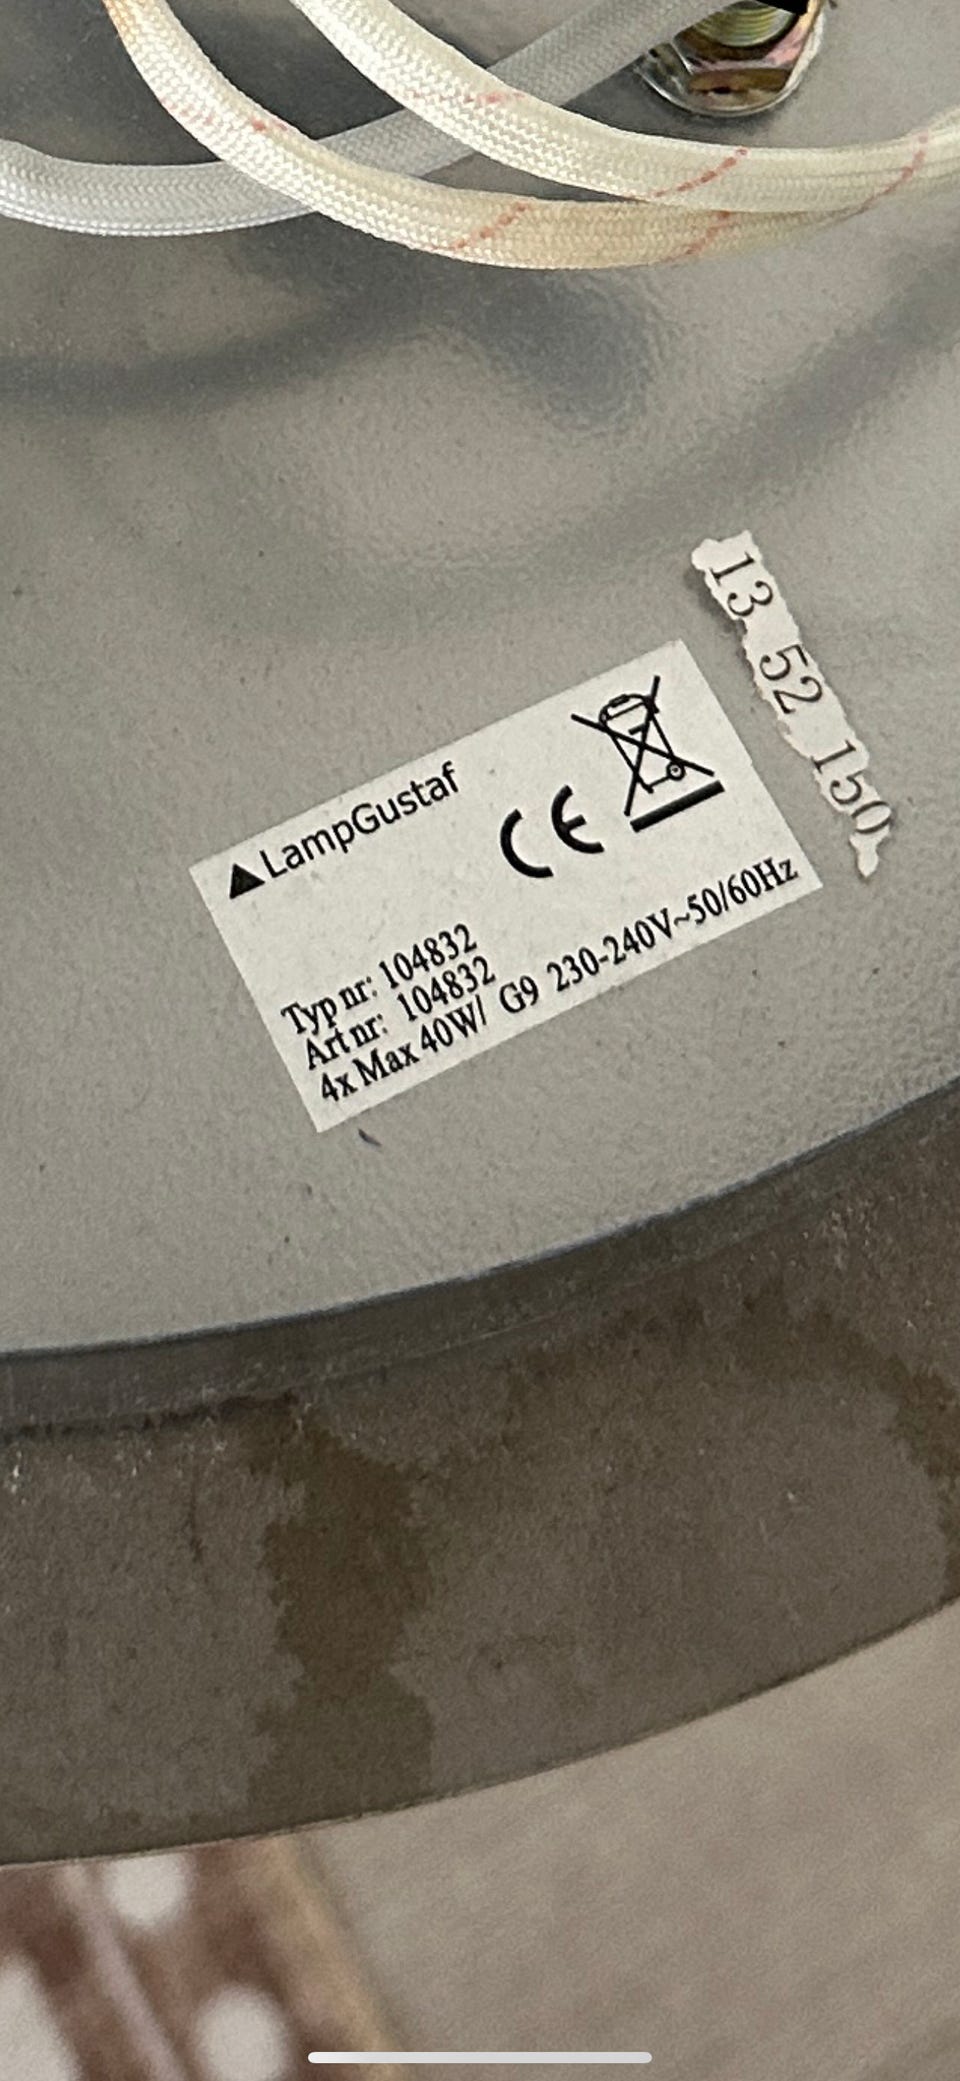 13 52 150
▲LampGustaf
CE
Typ nr: 104832
Art nr: 104832
4x Max 40W/ G9 230-240V~50/60Hz